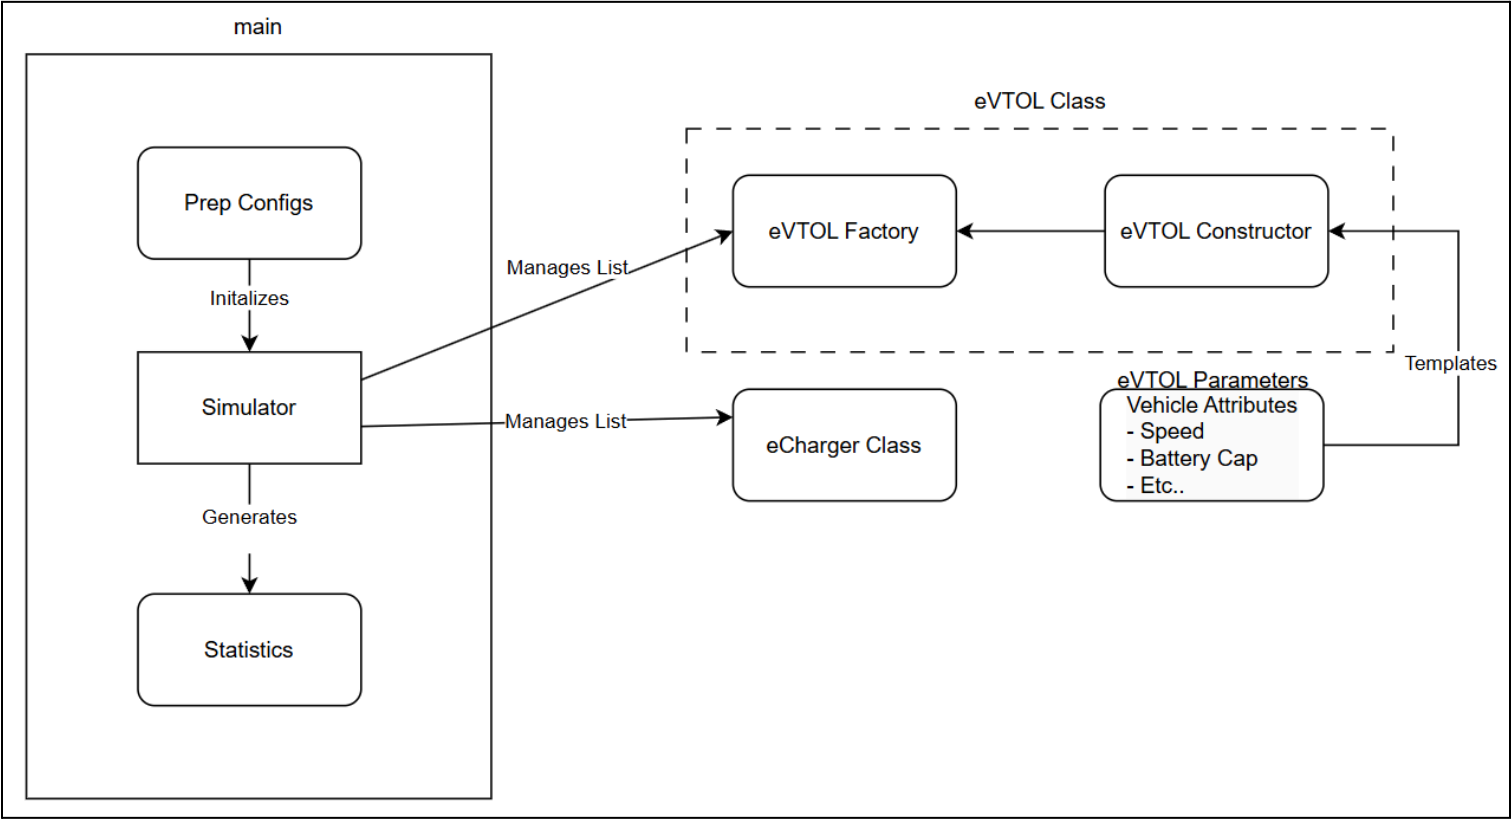 main
Prep Configs
Initalizes
Simulator
Generates
Statistics
Manages List
Manages List
eVTOL Class
eVTOL Factory
eVTOL Constructor
eCharger Class
eVTOL Parameters
Vehicle Attributes
- Speed
- Battery Cap
- Etc..
Templates